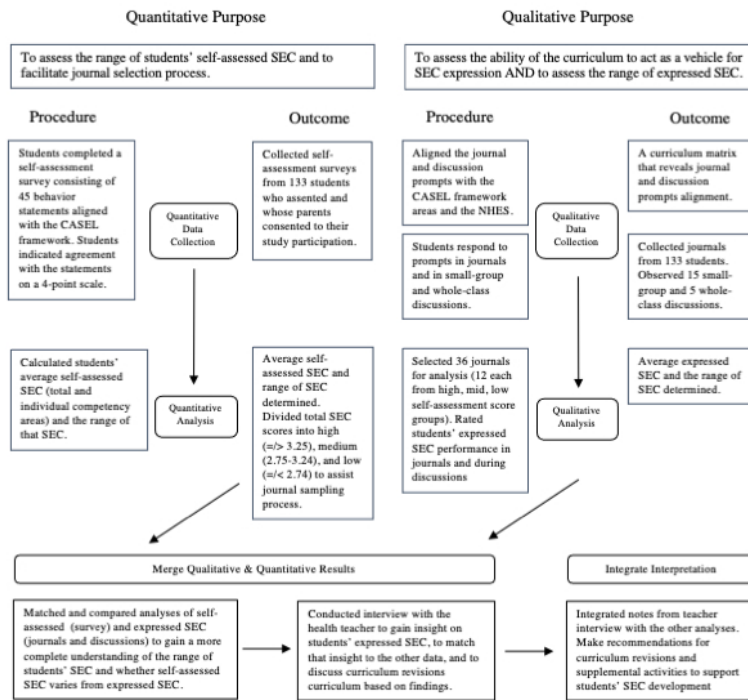 Quantitative Purpose
To assess the range of students' self-assessed SEC and to
facilitate journal selection process.
Procedure
Outcome
Students completed a
self-assessment
survey consisting of
45 behavior
statements aligned
with the CASEL
framework. Students
indicated agreement
with the statements
on a 4-point scale.
Quantitative
Data
Collection
Collected self-
assessment surveys
from 133 students
who assented and
whose parents
consented to their
study participation.
Calculated students'
average self-assessed
SEC (total and
individual competency
areas) and the range of
that SEC.
Quantitative
Analysis
Average self-
assessed SEC and
range of SEC
determined.
Divided total SEC
scores into high
(=/> 3.25), medium
(2.75-3.24), and low
(=/< 2.74) to assist
journal sampling
process.
Qualitative Purpose
To assess the ability of the curriculum to act as a vehicle for
SEC expression AND to assess the range of expressed SEC.
Procedure
Outcome
Aligned the journal
and discussion
prompts with the
CASEL framework
areas and the NHES.
Students respond to
prompts in journals
and in small-group
and whole-class
discussions.
Qualitative
Data
Collection
A curriculum matrix
that reveals journal
and discussion
prompts alignment.
Collected journals
from 133 students.
Observed 15 small-
group and 5 whole-
class discussions.
Selected 36 journals
for analysis (12 each
from high, mid, low
self-assessment score
groups). Rated
students' expressed
SEC performance in
journals and during
discussions
Qualitative
Analysis
Average expressed
SEC and the range of
SEC determined.
Merge Qualitative & Quantitative Results
Integrate Interpretation
Matched and compared analyses of self-
assessed (survey) and expressed SEC
(journals and discussions) to gain a more
complete understanding of the range of
students' SEC and whether self-assessed
SEC varies from expressed SEC.
Conducted interview with the
health teacher to gain insight on
students' expressed SEC, to match
that insight to the other data, and to
discuss curriculum revisions
curriculum based on findings.
Integrated notes from teacher
interview with the other analyses.
Make recommendations for
curriculum revisions and
supplemental activities to support
students' SEC development